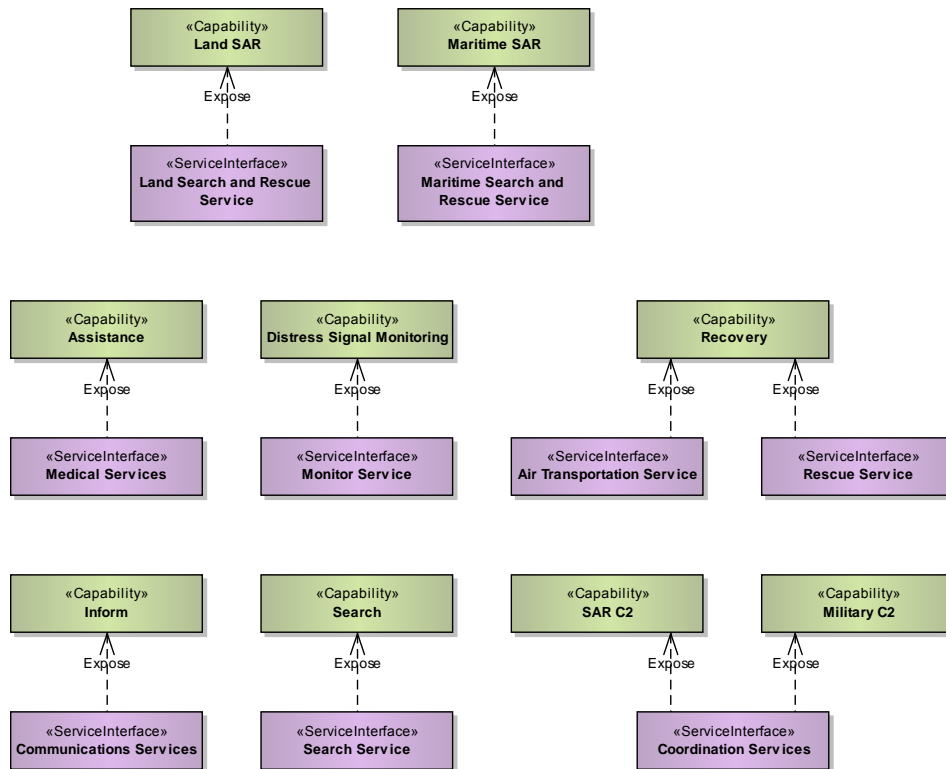 «Capability»
Land SAR
«Capability»
Maritime SAR
Expose
Expose
«ServiceInterface»
Land Search and Rescue
Service
«ServiceInterface»
Maritime Search and
Rescue Service
«Capability»
Assistance
«Capability»
Distress Signal Monitoring
«Capability»
Recovery
Expose
Expose
Expose
Expose
«ServiceInterface»
Medical Services
«ServiceInterface»
Monitor Service
«ServiceInterface»
Air Transportation Service
«ServiceInterface»
Rescue Service
«Capability»
Inform
«Capability»
Search
«Capability»
SAR C2
«Capability»
Military C2
Expose
Expose
Expose
Expose
«ServiceInterface»
Communications Services
«ServiceInterface»
Search Service
«ServiceInterface»
Coordination Services